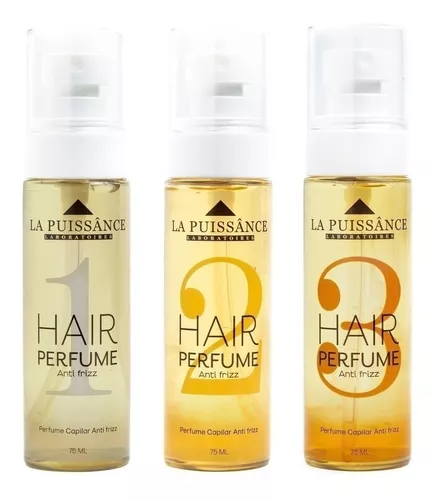 LA PUISSÂNCE
LABORATOIRES
1
HAIR
PERFUME
Anti frizz
Perfume Capilar Anti frizz
75 ML
LA PUISSÂNCE
LABORATOIRES
2
HAIR
PERFUME
Anti frizz
Perfume Capilar Anti frizz
75 ML
LA PUISSÂNCE
LABORATOIRES
3
HAIR
PERFUME
Anti frizz
Perfume Capilar Anti frizz
75 ML